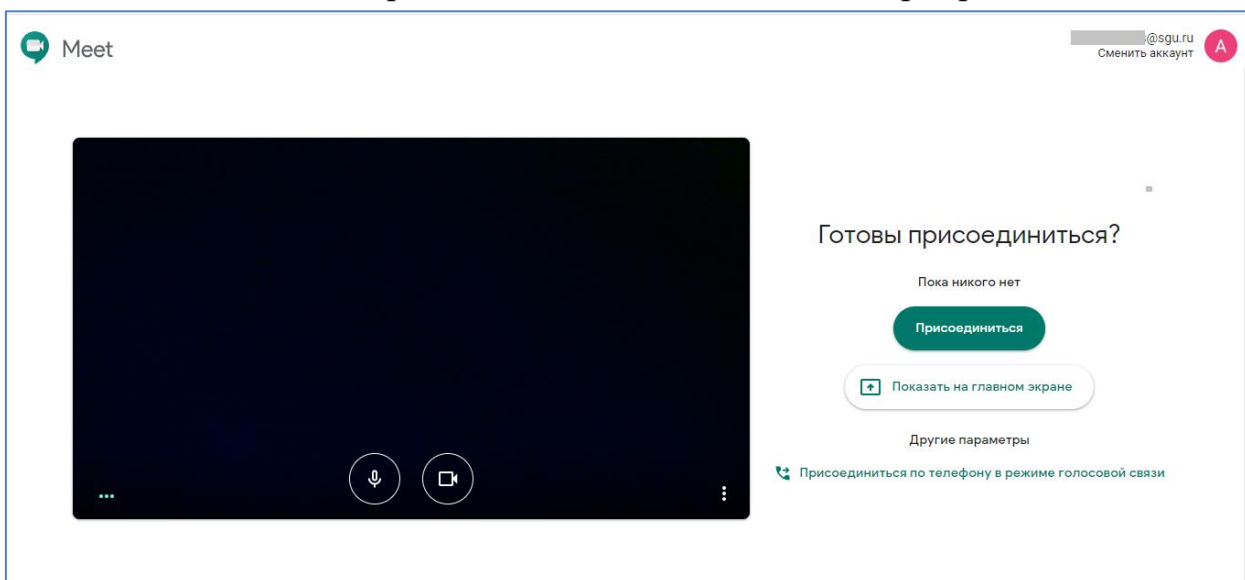 Meet
@sgu.ru
Сменить аккаунт
A
Готовы присоединиться?
Пока никого нет
Присоединиться
Показать на главном экране
Другие параметры
Присоединиться по телефону в режиме голосовой связи